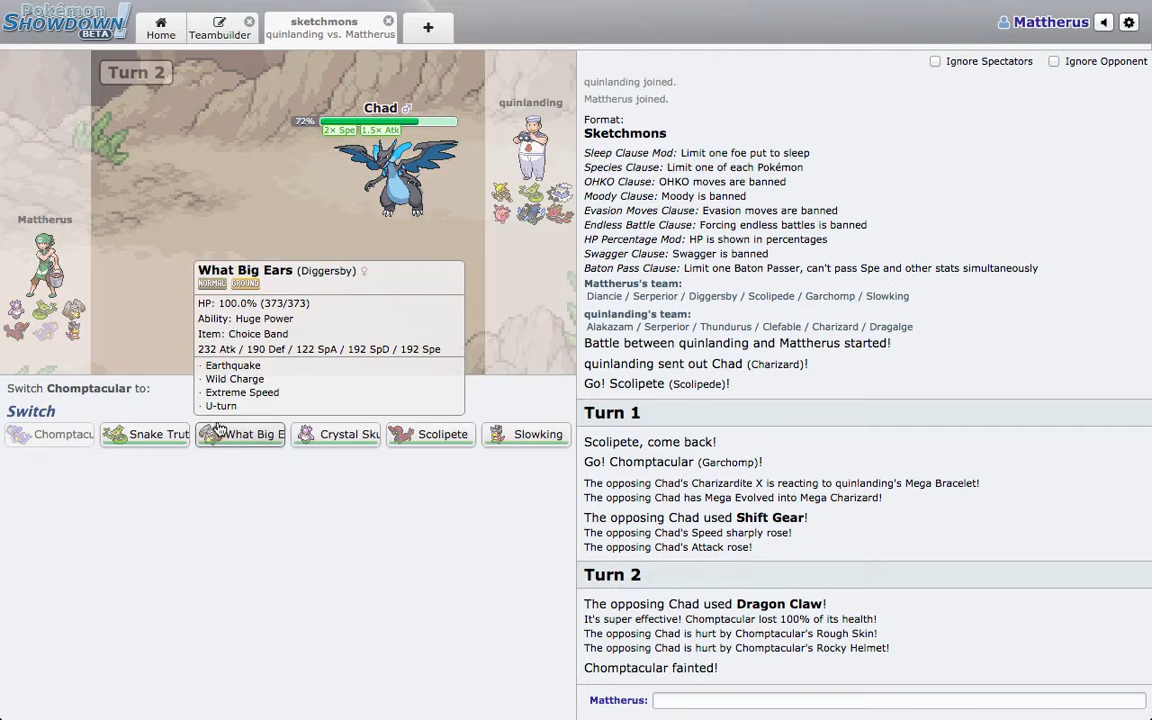 Pokémon
SHOWDOWN!
BETA
Home
Teambuilder
sketchmons
quinlanding vs. Mattherus
+
Mattherus
Turn 2
Chad ♂
72%
2× Spe 1.5× Atk
quinlanding
Mattherus
What Big Ears (Diggersby) ♀
NORMAL GROUND
HP: 100.0% (373/373)
Ability: Huge Power
Item: Choice Band
232 Atk / 190 Def / 122 SpA / 192 SpD / 192 Spe
· Earthquake
· Wild Charge
· Extreme Speed
· U-turn
Switch Chomptacular to:
Switch
Chomptacu
Snake Trut
What Big E
Crystal Sku
Scolipete
Slowking
Ignore Spectators
Ignore Opponent
quinlanding joined.
Mattherus joined.
Format:
Sketchmons
Sleep Clause Mod: Limit one foe put to sleep
Species Clause: Limit one of each Pokémon
OHKO Clause: OHKO moves are banned
Moody Clause: Moody is banned
Evasion Moves Clause: Evasion moves are banned
Endless Battle Clause: Forcing endless battles is banned
HP Percentage Mod: HP is shown in percentages
Swagger Clause: Swagger is banned
Baton Pass Clause: Limit one Baton Passer, can't pass Spe and other stats simultaneously
Mattherus's team:
Diancie / Serperior / Diggersby / Scolipede / Garchomp / Slowking
quinlanding's team:
Alakazam / Serperior / Thundurus / Clefable / Charizard / Dragalge
Battle between quinlanding and Mattherus started!
quinlanding sent out Chad (Charizard)!
Go! Scolipete (Scolipede)!
Turn 1
Scolipete, come back!
Go! Chomptacular (Garchomp)!
The opposing Chad's Charizardite X is reacting to quinlanding's Mega Bracelet!
The opposing Chad has Mega Evolved into Mega Charizard!
The opposing Chad used Shift Gear!
The opposing Chad's Speed sharply rose!
The opposing Chad's Attack rose!
Turn 2
The opposing Chad used Dragon Claw!
It's super effective! Chomptacular lost 100% of its health!
The opposing Chad is hurt by Chomptacular's Rough Skin!
The opposing Chad is hurt by Chomptacular's Rocky Helmet!
Chomptacular fainted!
Mattherus: